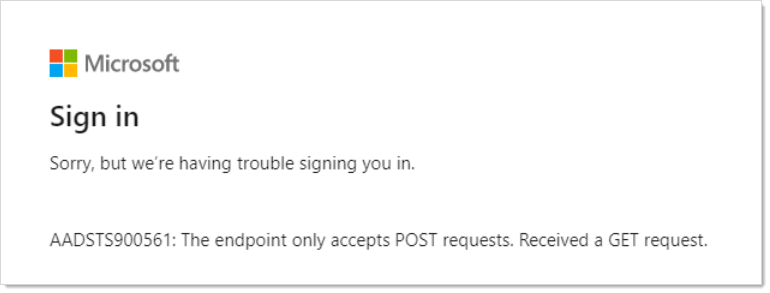 Microsoft
Sign in
Sorry, but we're having trouble signing you in.
AADSTS900561: The endpoint only accepts POST requests. Received a GET request.